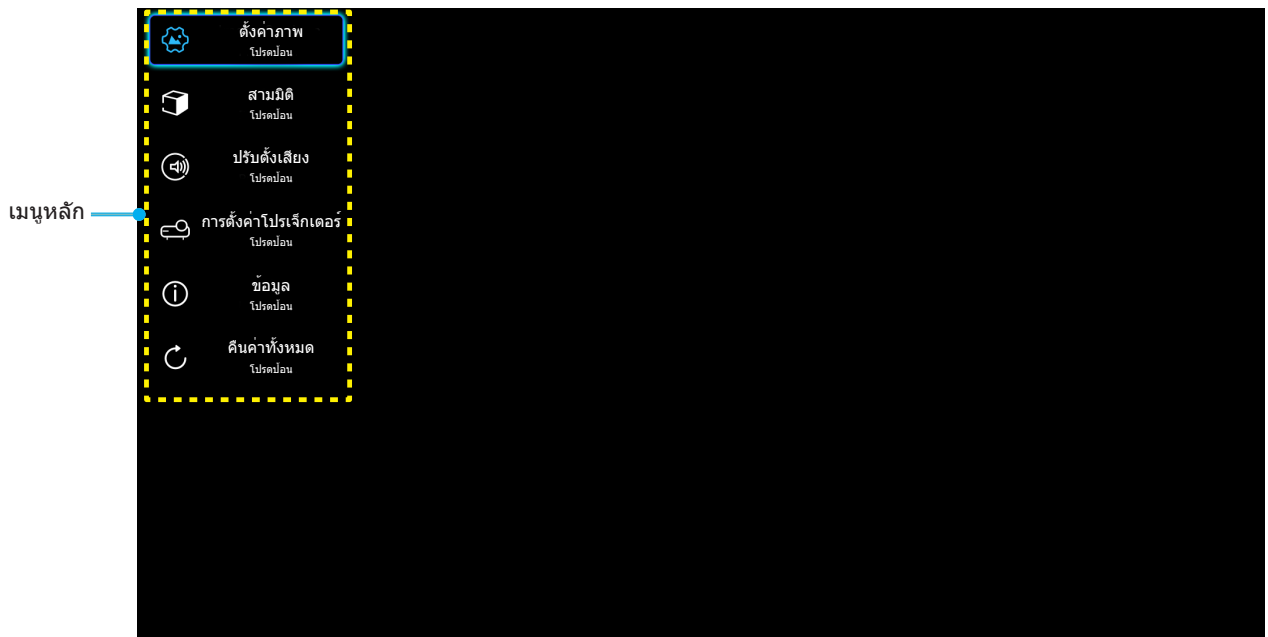 ตั้งค่าภาพ
โปรดป้อน
สามมิติ
โปรดป้อน
ปรับตั้งเสียง
โปรดป้อน
เมนูหลัก
การตั้งค่าโปรเจ็กเตอร์
โปรดป้อน
ข้อมูล
โปรดป้อน
คืนค่าทั้งหมด
โปรดป้อน